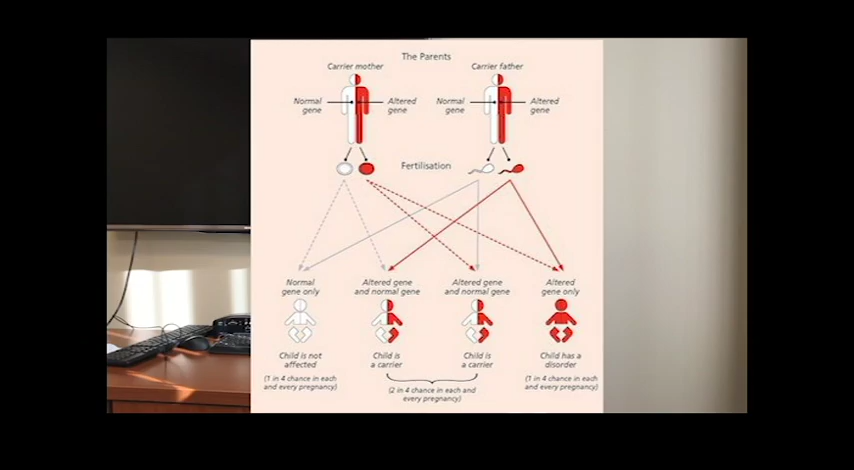 The Parents
Carrier mother
Carrier father
Normal
gene
Altered
gene
Normal
gene
Altered
gene
Fertilisation
Normal
gene only
Altered gene
and normal gene
Altered gene
and normal gene
Altered
gene only
Child is not
affected
Child is
a carrier
Child is
a carrier
Child has a
disorder
(1 in 4 chance in each
and every pregnancy)
(2 in 4 chance in each and
every pregnancy)
(1 in 4 chance in each
and every pregnancy)